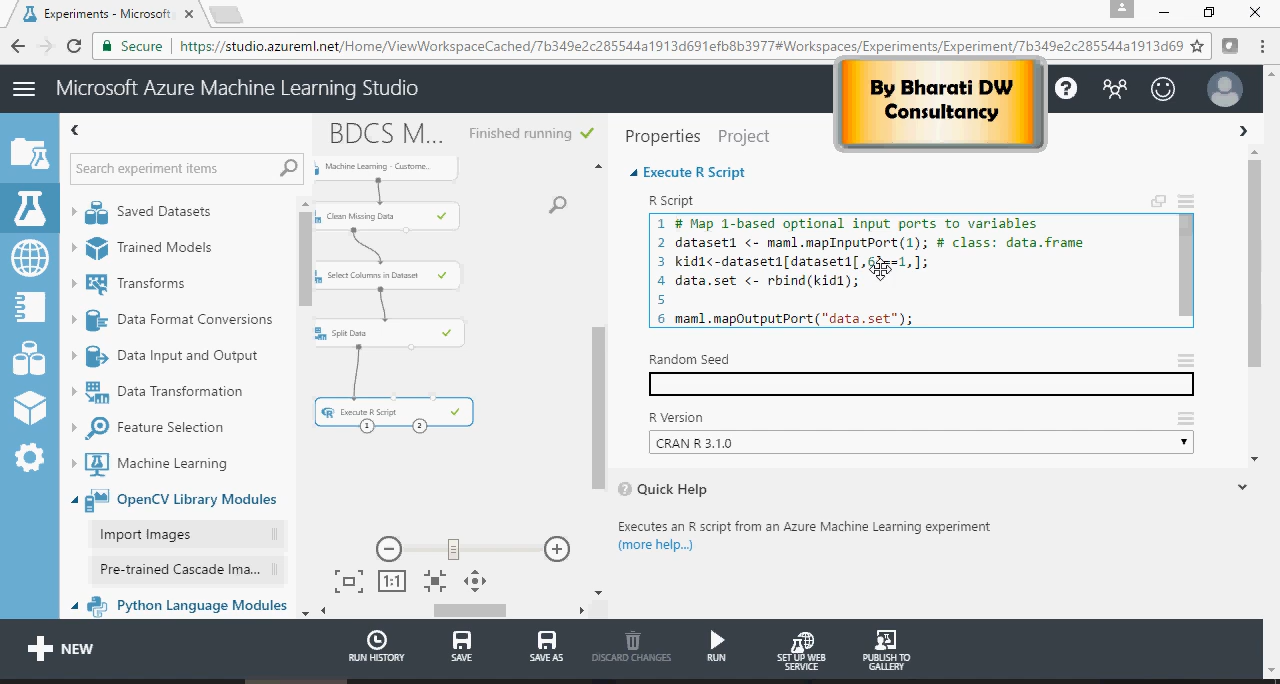 Experiments - Microsoft
Secure | https://studio.azureml.net/Home/ViewWorkspaceCached/7b349e2c285544a1913d691efb8b3977#Workspaces/Experiments/Experiment/7b349e2c285544a1913d69
Microsoft Azure Machine Learning Studio
By Bharati DW
Consultancy
Search experiment items
Saved Datasets
Trained Models
Transforms
Data Format Conversions
Data Input and Output
Data Transformation
Feature Selection
Machine Learning
OpenCV Library Modules
Import Images
Pre-trained Cascade Ima...
Python Language Modules
BDCS M...
Finished running
Machine Learning - Custome...
Clean Missing Data
Select Columns in Dataset
Split Data
Execute R Script
1 2
1:1
Properties Project
Execute R Script
R Script
1 # Map 1-based optional input ports to variables
2 dataset1 <- maml.mapInputPort(1); # class: data.frame
3 kid1<-dataset1[dataset1[,6]==1,];
4 data.set <- rbind(kid1);
5
6 maml.mapOutputPort("data.set");
Random Seed
R Version
CRAN R 3.1.0
Quick Help
Executes an R script from an Azure Machine Learning experiment
(more help...)
NEW
RUN HISTORY
SAVE
SAVE AS
DISCARD CHANGES
RUN
SET UP WEB
SERVICE
PUBLISH TO
GALLERY